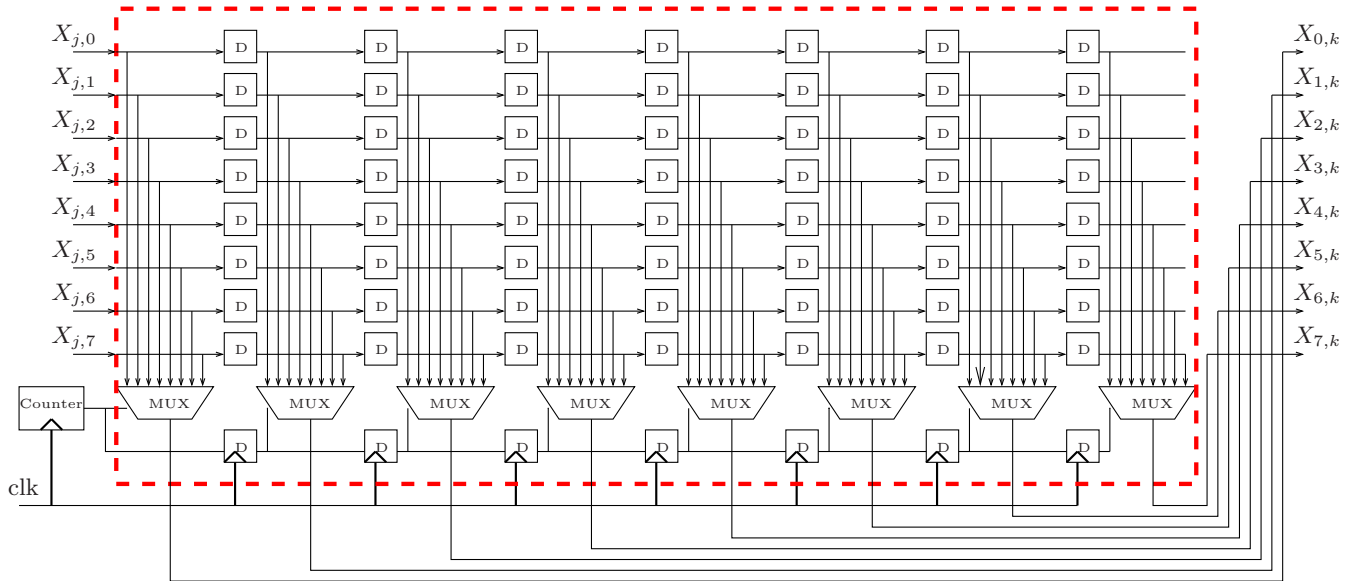 X_{j,0} D D D D D D D X_{0,k}
X_{j,1} D D D D D D D X_{1,k}
X_{j,2} D D D D D D D X_{2,k}
X_{j,3} D D D D D D D X_{3,k}
X_{j,4} D D D D D D D X_{4,k}
X_{j,5} D D D D D D D X_{5,k}
X_{j,6} D D D D D D D X_{6,k}
X_{j,7} D D D D D D D X_{7,k}
Counter MUX MUX MUX MUX MUX MUX MUX MUX
D D D D D D D
clk